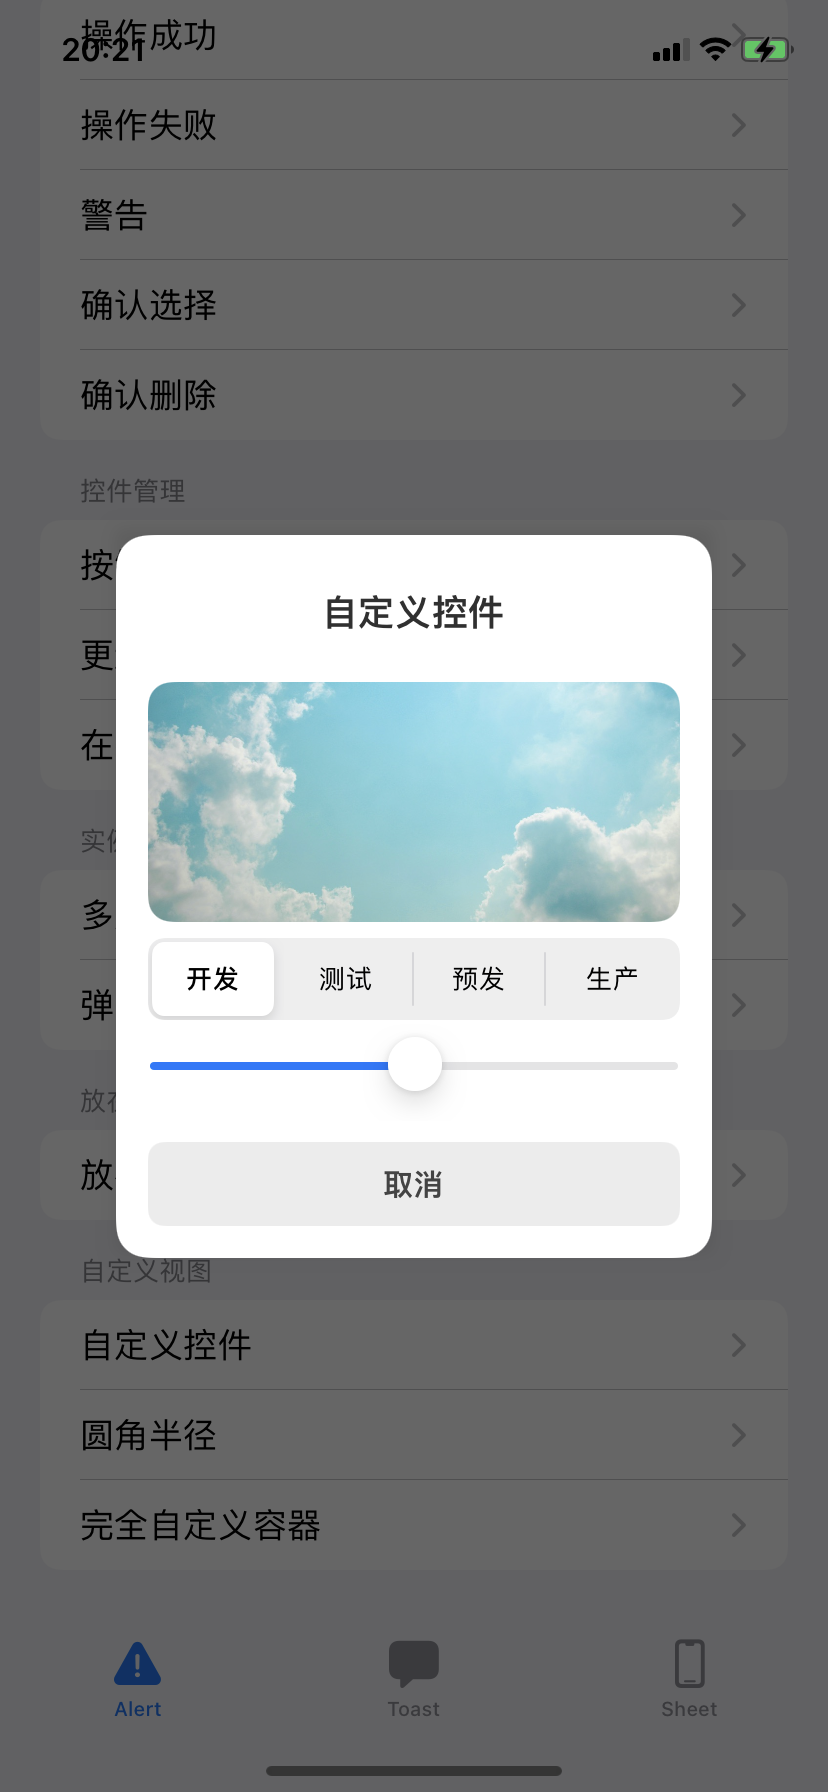 操作成功
20:21
操作失败
警告
确认选择
确认删除
控件管理
按
更
自定义控件
在
实
多
开发 测试 预发 生产
弹
放在
放
取消
自定义视图
自定义控件
圆角半径
完全自定义容器
Alert Toast Sheet